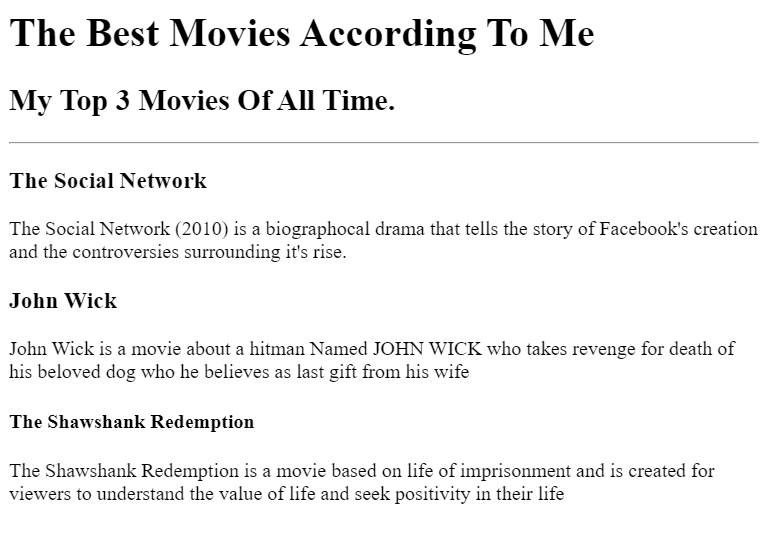 The Best Movies According To Me
My Top 3 Movies Of All Time.
The Social Network
The Social Network (2010) is a biographocal drama that tells the story of Facebook's creation
and the controversies surrounding it's rise.
John Wick
John Wick is a movie about a hitman Named JOHN WICK who takes revenge for death of
his beloved dog who he believes as last gift from his wife
The Shawshank Redemption
The Shawshank Redemption is a movie based on life of imprisonment and is created for
viewers to understand the value of life and seek positivity in their life